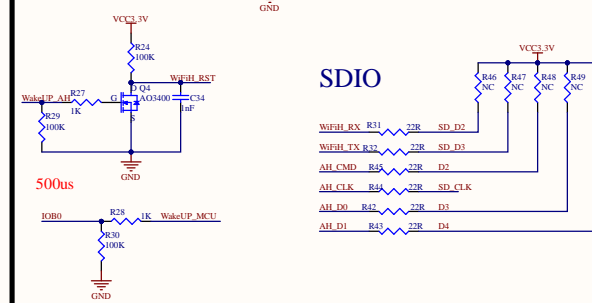 GND
VCC3.3V
R24
100K
WiFiH_RST
D Q4
R27
WakeUP_AH
G
AO3400
C34
1nF
1K
R29
100K
S
GND
500us
IOB0
R28
1K
WakeUP_MCU
R30
100K
GND
SDIO
VCC3.3V
R46
NC
R47
NC
R48
NC
R49
NC
WiFiH_RX R31 22R SD_D2
WiFiH_TX R32 22R SD_D3
AH_CMD R45 22R D2
AH_CLK R44 22R SD_CLK
AH_D0 R42 22R D3
AH_D1 R43 22R D4